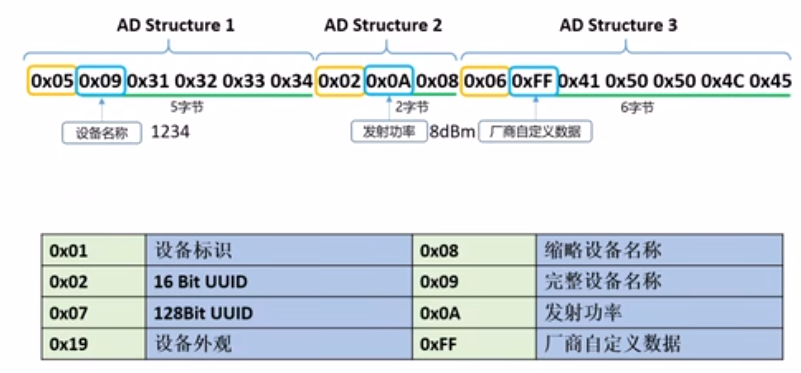 AD Structure 1 AD Structure 2 AD Structure 3
0x05 0x09 0x31 0x32 0x33 0x34 0x02 0x0A 0x08 0x06 0xFF 0x41 0x50 0x50 0x4C 0x45
5字节 2字节 6字节
设备名称 1234 发射功率 8dBm 厂商自定义数据
0x01 设备标识 0x08 缩略设备名称
0x02 16 Bit UUID 0x09 完整设备名称
0x07 128Bit UUID 0x0A 发射功率
0x19 设备外观 0xFF 厂商自定义数据